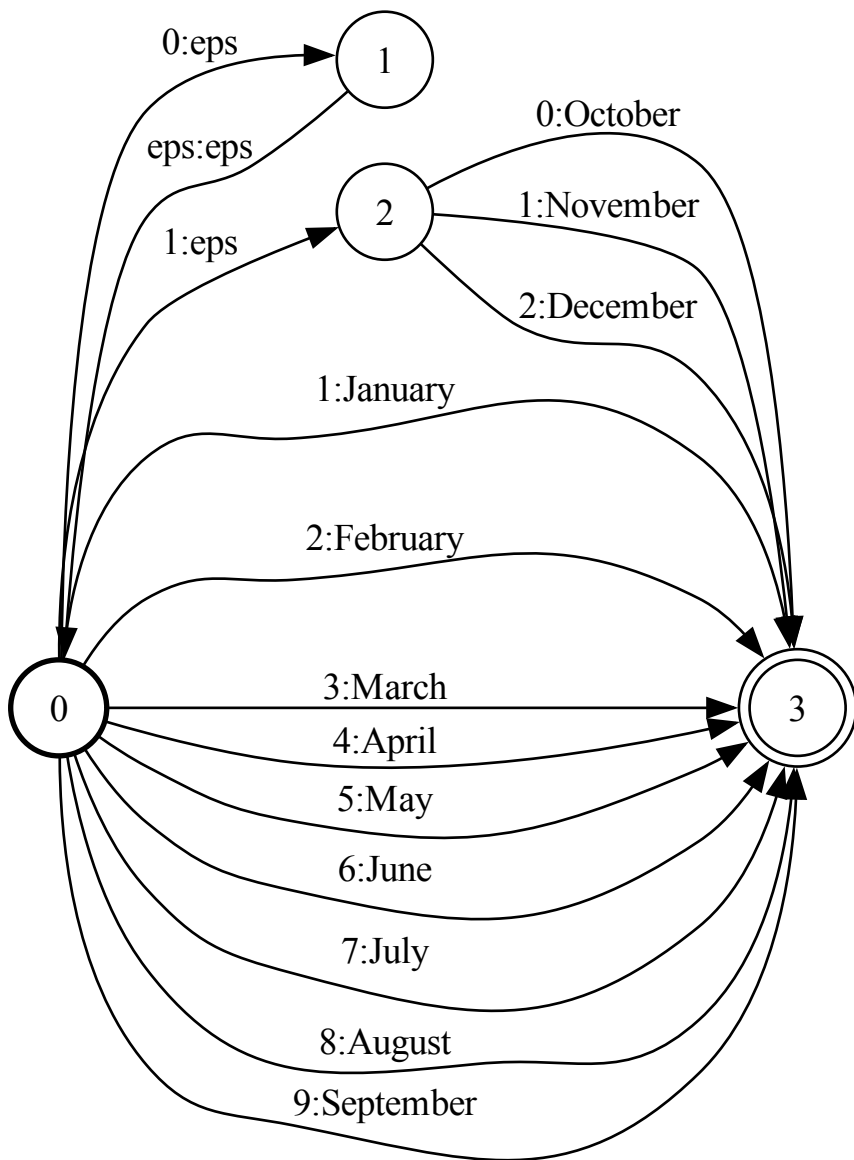 0:eps
1
eps:eps
0:October
2
1:November
1:eps
2:December
1:January
2:February
3:March
0
3
4:April
5:May
6:June
7:July
8:August
9:September